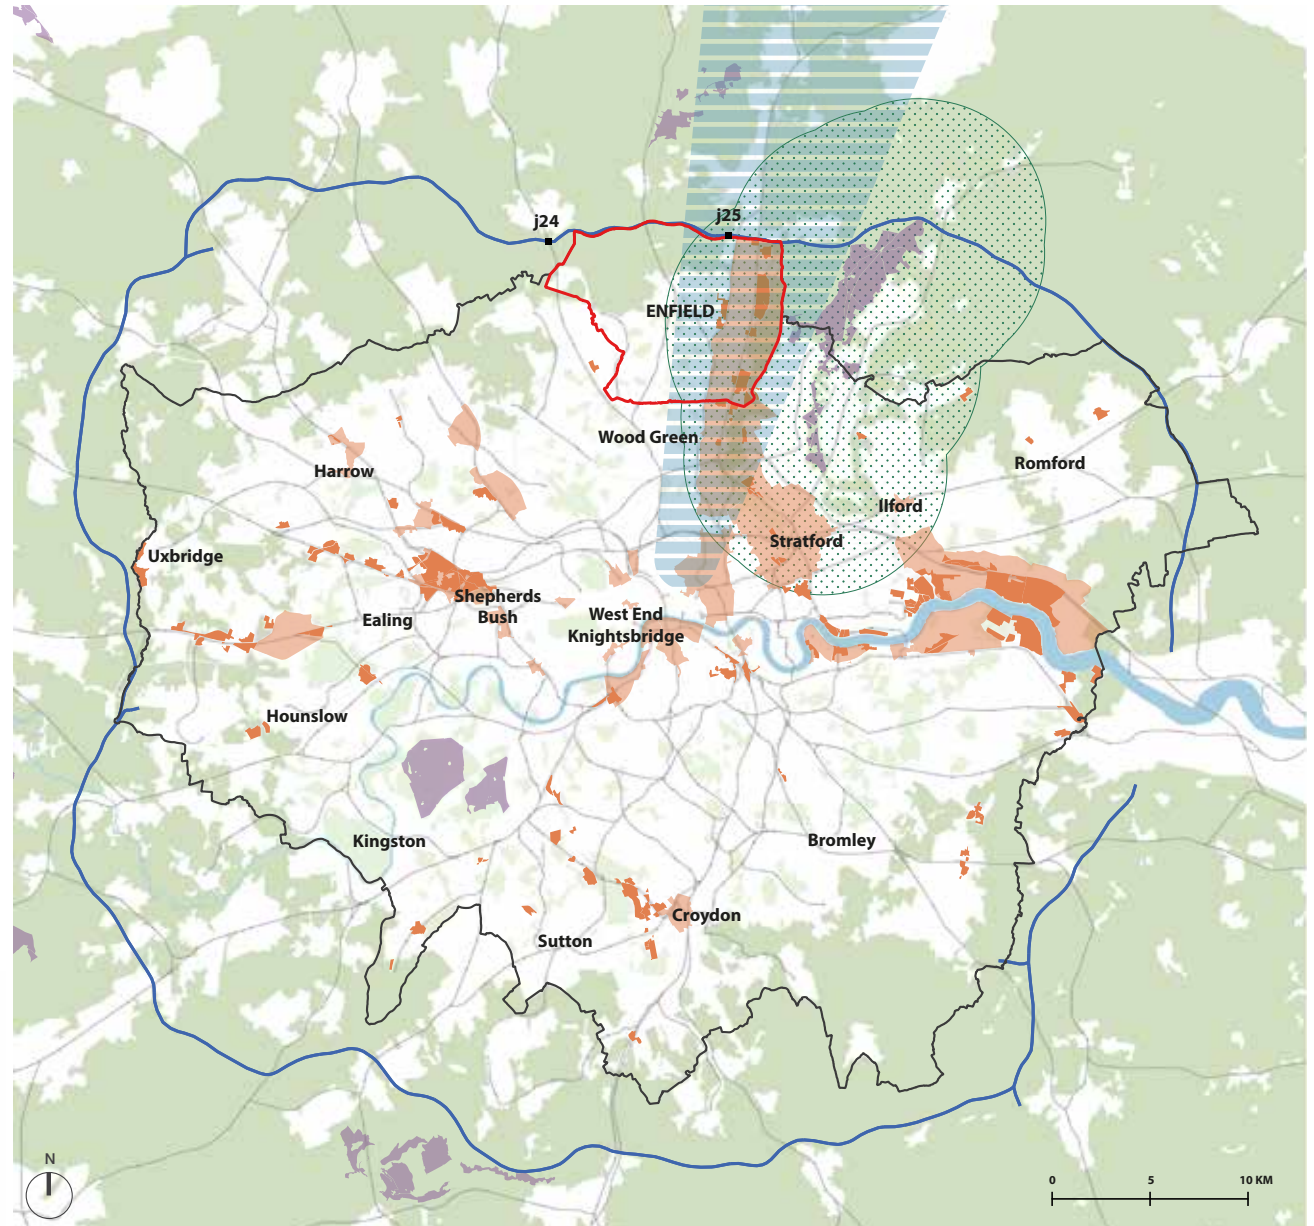 j24
j25
ENFIELD
Wood Green
Harrow
Romford
Ilford
Stratford
Uxbridge
Shepherds
Bush
Ealing
West End
Knightsbridge
Hounslow
Kingston
Bromley
Croydon
Sutton
N
0 5 10 KM